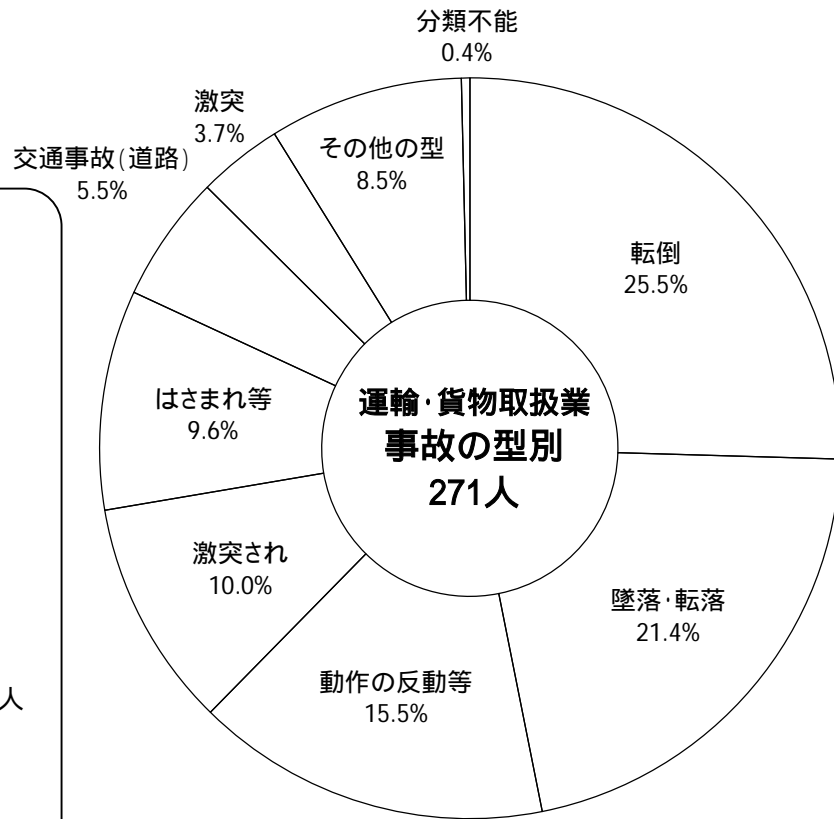 分類不能
0.4%
激突
3.7%
交通事故(道路)
5.5%
その他の型
8.5%
転倒
25.5%
はさまれ等
9.6%
運輸・貨物取扱業
事故の型別
271人
激突され
10.0%
墜落・転落
21.4%
動作の反動等
15.5%
人